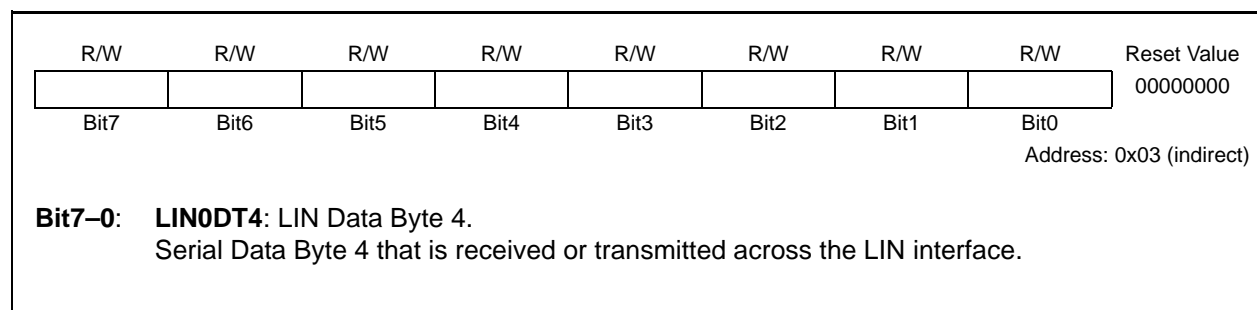 R/W R/W R/W R/W R/W R/W R/W R/W Reset Value
00000000
Bit7 Bit6 Bit5 Bit4 Bit3 Bit2 Bit1 Bit0
Address: 0x03 (indirect)
Bit7–0: LIN0DT4: LIN Data Byte 4.
Serial Data Byte 4 that is received or transmitted across the LIN interface.